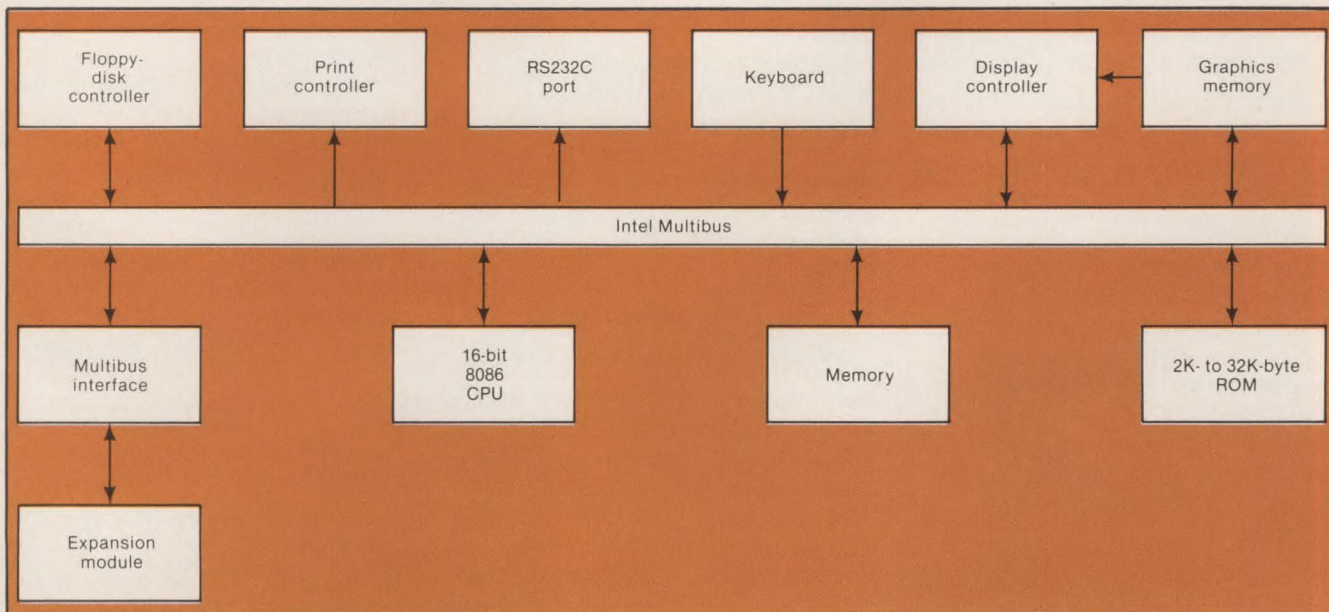 Floppy-
disk
controller
Print
controller
RS232C
port
Keyboard
Display
controller
Graphics
memory
Intel Multibus
Multibus
interface
16-bit
8086
CPU
Memory
2K- to 32K-byte
ROM
Expansion
module